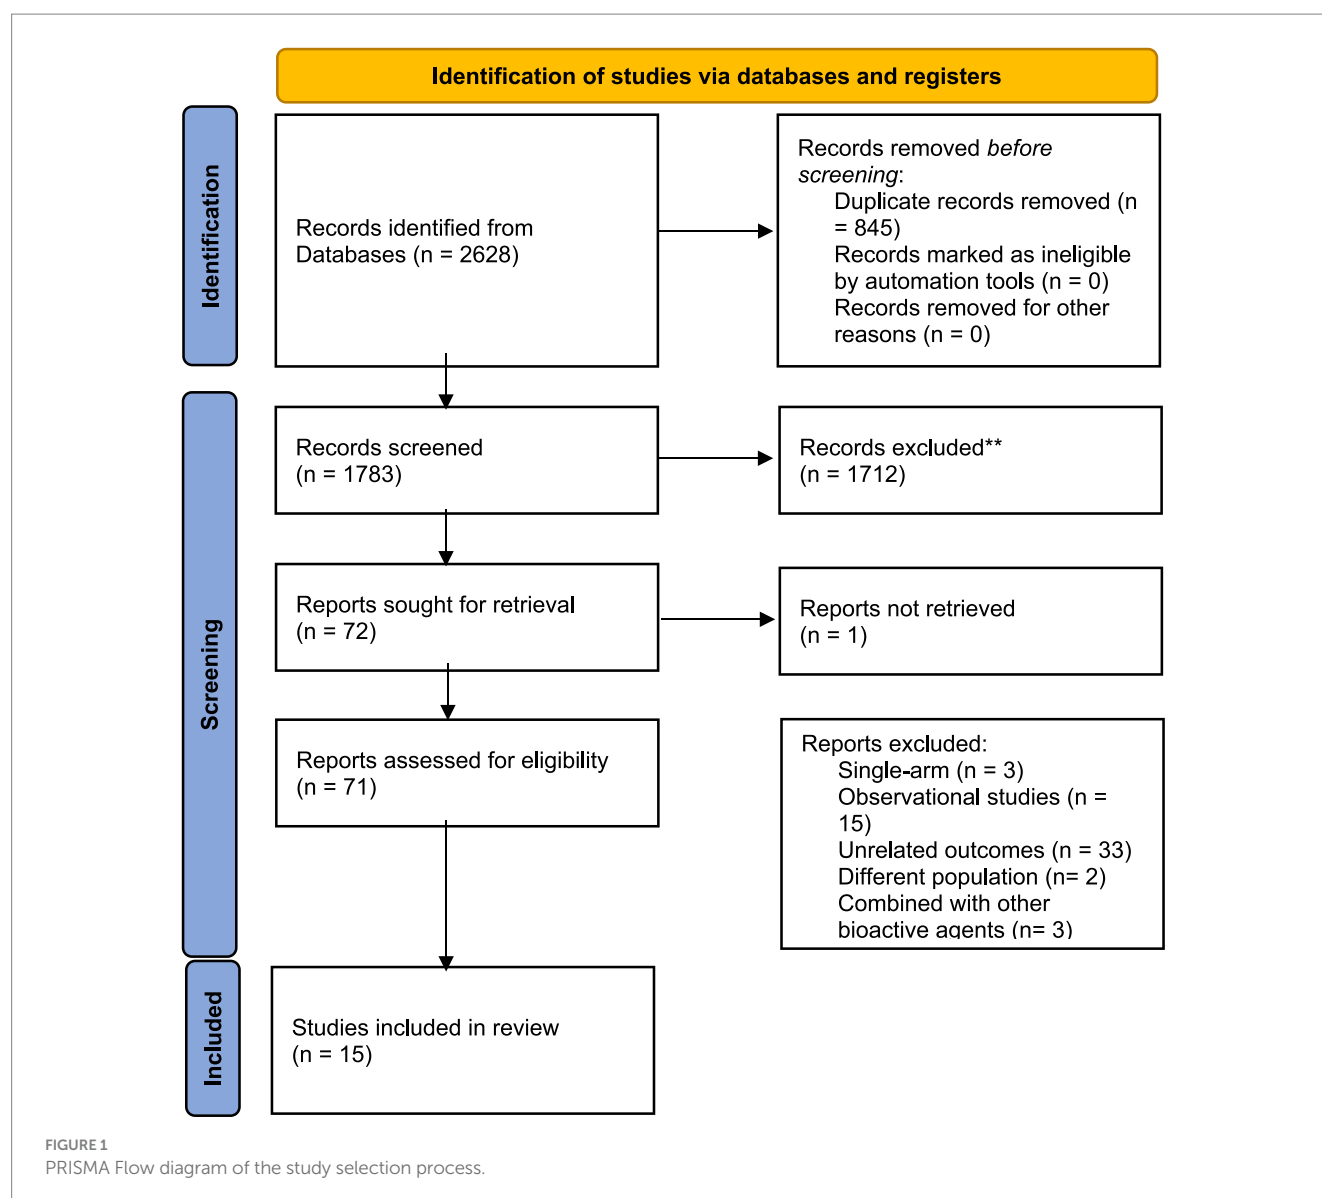 Identification of studies via databases and registers
Identification
Records identified from
Databases (n = 2628)
Records removed before
screening:
Duplicate records removed (n
= 845)
Records marked as ineligible
by automation tools (n = 0)
Records removed for other
reasons (n = 0)
Screening
Records screened
(n = 1783)
Records excluded**
(n = 1712)
Reports sought for retrieval
(n = 72)
Reports not retrieved
(n = 1)
Reports assessed for eligibility
(n = 71)
Reports excluded:
Single-arm (n = 3)
Observational studies (n =
15)
Unrelated outcomes (n = 33)
Different population (n= 2)
Combined with other
bioactive agents (n= 3)
Included
Studies included in review
(n = 15)
FIGURE 1
PRISMA Flow diagram of the study selection process.